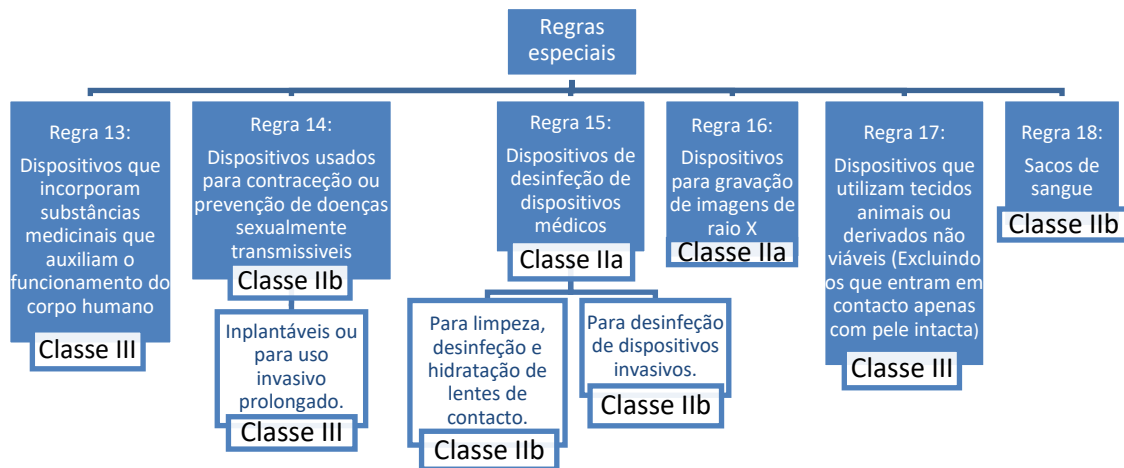 Regras
especiais
Regra 13:
Dispositivos que
incorporam
substâncias
medicinais que
auxiliam o
funcionamento do
corpo humano
Classe III
Regra 14:
Dispositivos usados
para contraceção ou
prevenção de doenças
sexualmente
transmissiveis
Classe IIb
Inplantáveis ou
para uso
invasivo
prolongado.
Classe III
Regra 15:
Dispositivos de
desinfeção de
dispositivos
médicos
Classe IIa
Para limpeza,
desinfeção e
hidratação de
lentes de
contacto.
Classe IIb
Para desinfeção
de dispositivos
invasivos.
Classe IIb
Regra 16:
Dispositivos
para gravação
de imagens de
raio X
Classe IIa
Regra 17:
Dispositivos que
utilizam tecidos
animais ou
derivados não
viáveis (Excluindo
os que entram em
contacto apenas
com pele intacta)
Classe III
Regra 18:
Sacos de
sangue
Classe IIb